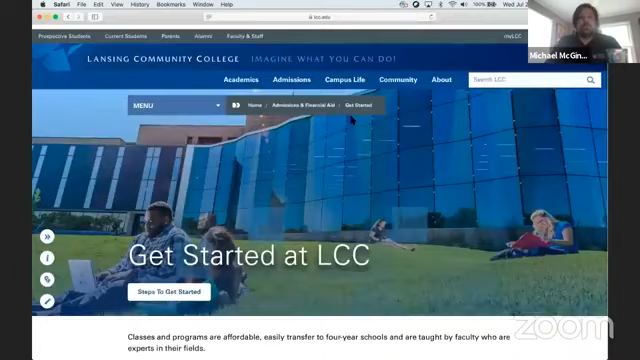 Safari File Edit View History Bookmarks Window Help
100%
lcc.edu
Prospective Students Current Students Parents Alumni Faculty & Staff myLCC
Michael McGin...
LANSING COMMUNITY COLLEGE IMAGINE WHAT YOU CAN DO!
Academics Admissions Campus Life Community About Search LCC
MENU Home / Admissions & Financial Aid / Get Started
Get Started at LCC
Steps To Get Started
zoom
Classes and programs are affordable, easily transfer to four-year schools and are taught by faculty who are
experts in their fields.